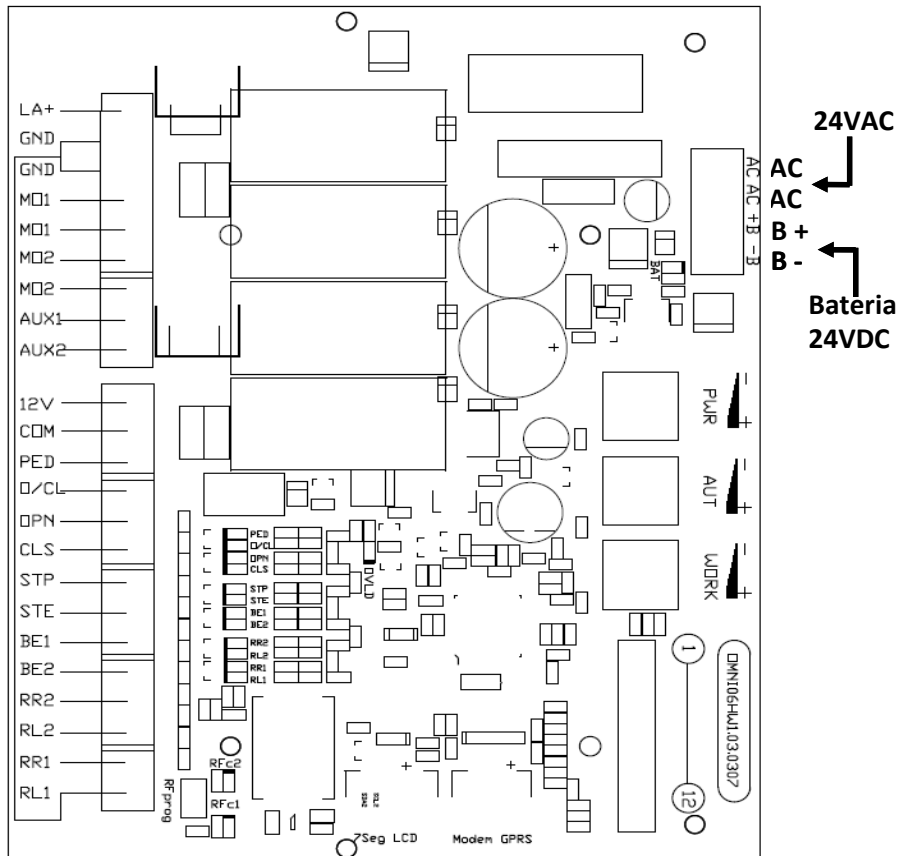 LA+
GND
GND
MO1
MO1
MO2
MO2
AUX1
AUX2
12V
COM
PED
O/CL
OPN
CLS
STP
STE
BE1
BE2
RR2
RL2
RR1
RL1
PED
O/CL
OPN
CLS
STP
STE
BE1
BE2
RR2
RL2
RR1
RL1
OVLD
RFc2
RFc1
RFprog
7Seg LCD
Modem GPRS
BAT
AC AC +B -B
24VAC
AC
AC
B +
B -
Bateria
24VDC
PWR
- +
AUT
- +
WORK
- +
1
12
OMNI06HW1.03.0307
+
+
+
+